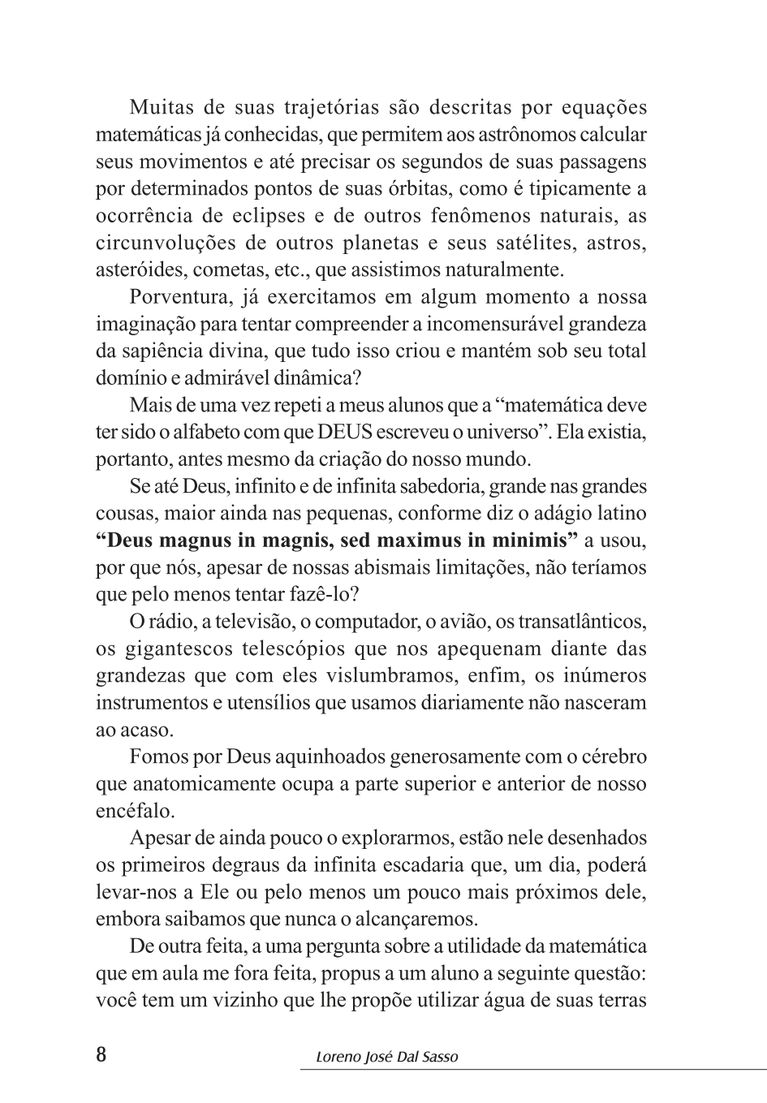 Muitas de suas trajetórias são descritas por equações
matemáticas já conhecidas, que permitem aos astrônomos calcular
seus movimentos e até precisar os segundos de suas passagens
por determinados pontos de suas órbitas, como é tipicamente a
ocorrência de eclipses e de outros fenômenos naturais, as
circunvoluções de outros planetas e seus satélites, astros,
asteróides, cometas, etc., que assistimos naturalmente.
Porventura, já exercitamos em algum momento a nossa
imaginação para tentar compreender a incomensurável grandeza
da sapiência divina, que tudo isso criou e mantém sob seu total
domínio e admirável dinâmica?
Mais de uma vez repeti a meus alunos que a “matemática deve
ter sido o alfabeto com que DEUS escreveu o universo”. Ela existia,
portanto, antes mesmo da criação do nosso mundo.
Se até Deus, infinito e de infinita sabedoria, grande nas grandes
cousas, maior ainda nas pequenas, conforme diz o adágio latino
“Deus magnus in magnis, sed maximus in minimis” a usou,
por que nós, apesar de nossas abismais limitações, não teríamos
que pelo menos tentar fazê-lo?
O rádio, a televisão, o computador, o avião, os transatlânticos,
os gigantescos telescópios que nos apequenam diante das
grandezas que com eles vislumbramos, enfim, os inúmeros
instrumentos e utensílios que usamos diariamente não nasceram
ao acaso.
Fomos por Deus aquinhoados generosamente com o cérebro
que anatomicamente ocupa a parte superior e anterior de nosso
encéfalo.
Apesar de ainda pouco o explorarmos, estão nele desenhados
os primeiros degraus da infinita escadaria que, um dia, poderá
levar-nos a Ele ou pelo menos um pouco mais próximos dele,
embora saibamos que nunca o alcançaremos.
De outra feita, a uma pergunta sobre a utilidade da matemática
que em aula me fora feita, propus a um aluno a seguinte questão:
você tem um vizinho que lhe propõe utilizar água de suas terras
8 Loreno José Dal Sasso